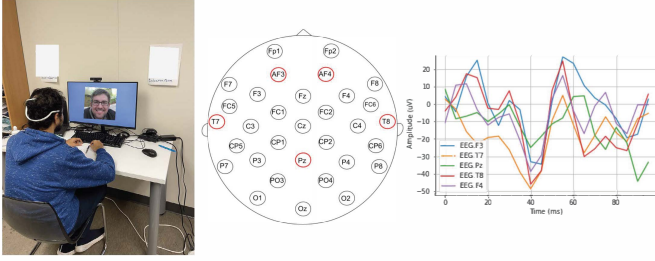 Fp1 Fp2
AF3 AF4
F7 F3 Fz F4 F8
FC5 FC1 FC2 FC6
T7 C3 Cz C4 T8
CP5 CP1 CP2 CP6
P7 P3 Pz P4 P8
PO3 PO4
O1 Oz O2
Amplitude (uV)
20
10
0
−10
−20
−30
−40
−50
EEG.F3
EEG.T7
EEG.Pz
EEG.T8
EEG.F4
0 20 40 60 80
Time (ms)